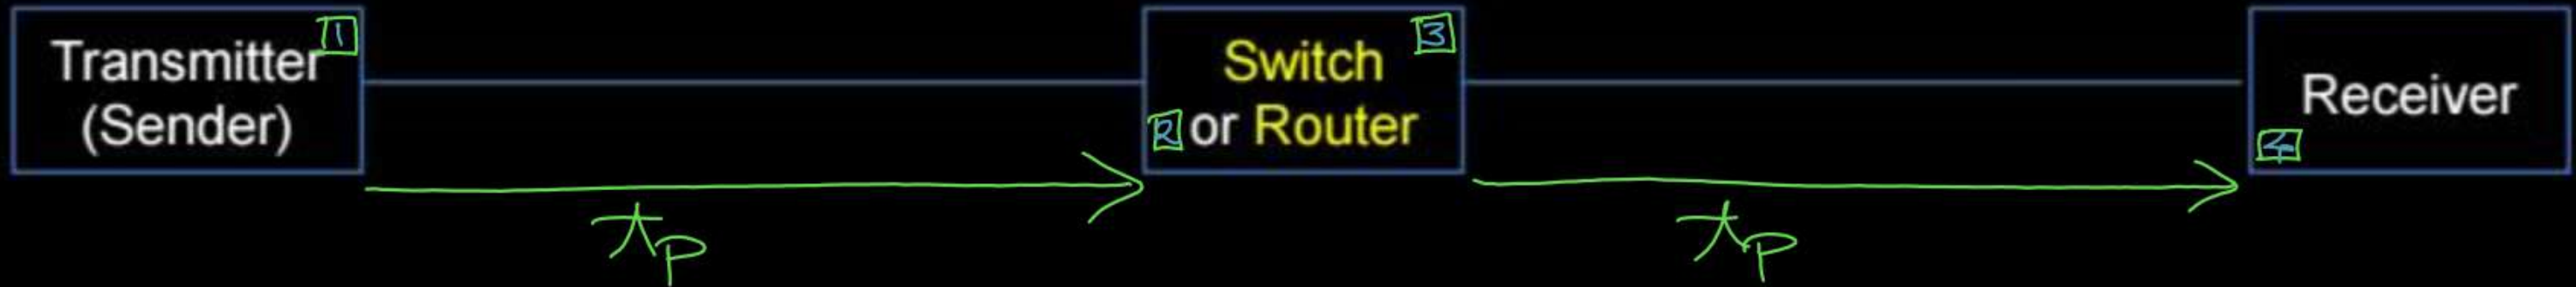 Transmitter 1
(Sender)
Switch 3
2 or Router
Receiver
4
tp
tp